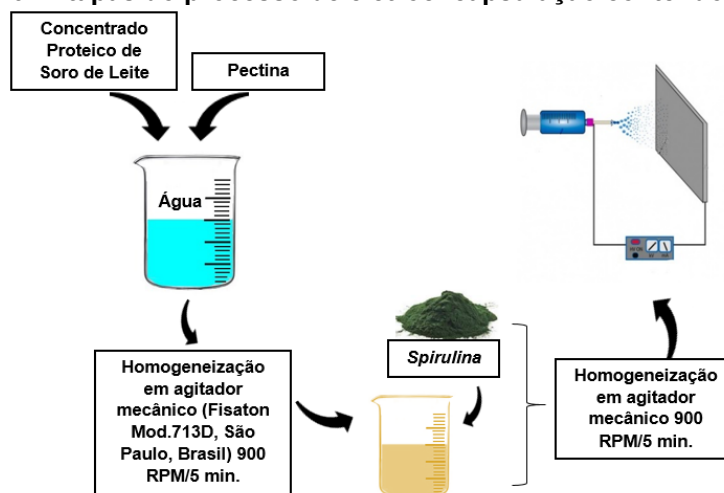 Concentrado
Proteico de
Soro de Leite
Pectina
Água
Homogeneização
em agitador
mecânico (Fisaton
Mod.713D, São
Paulo, Brasil) 900
RPM/5 min.
Spirulina
Homogeneização
em agitador
mecânico 900
RPM/5 min.